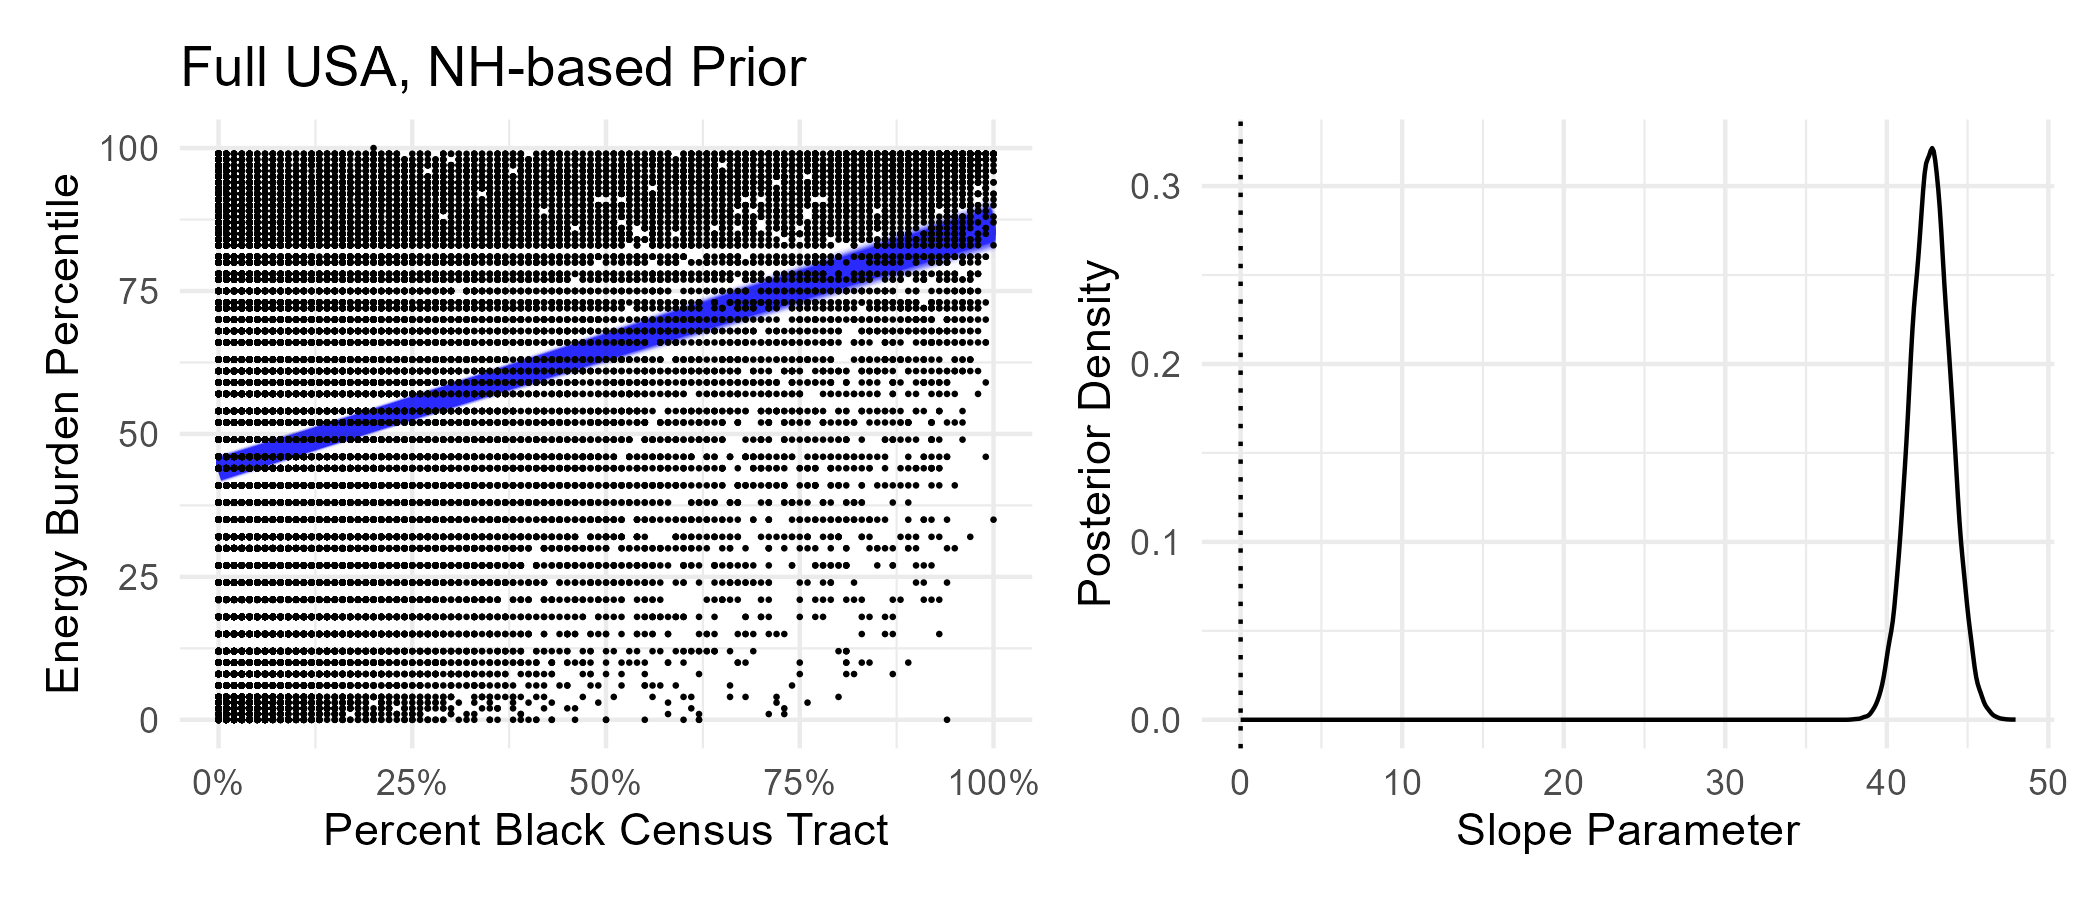 Full USA, NH-based Prior
Energy Burden Percentile
100
75
50
25
0
0% 25% 50% 75% 100%
Percent Black Census Tract
Posterior Density
0.3
0.2
0.1
0.0
0 10 20 30 40 50
Slope Parameter